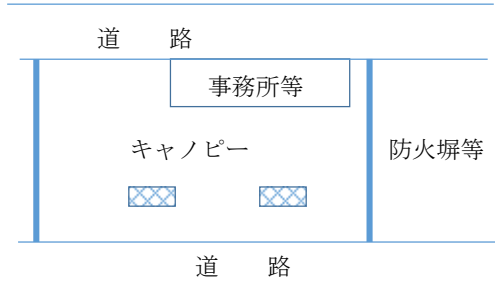 道　　路
事務所等
キャノピー
防火塀等
道　　路